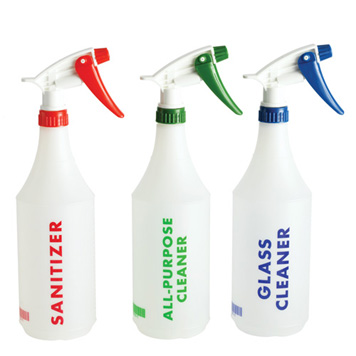 SANITIZER
ALL-PURPOSE
CLEANER
GLASS
CLEANER